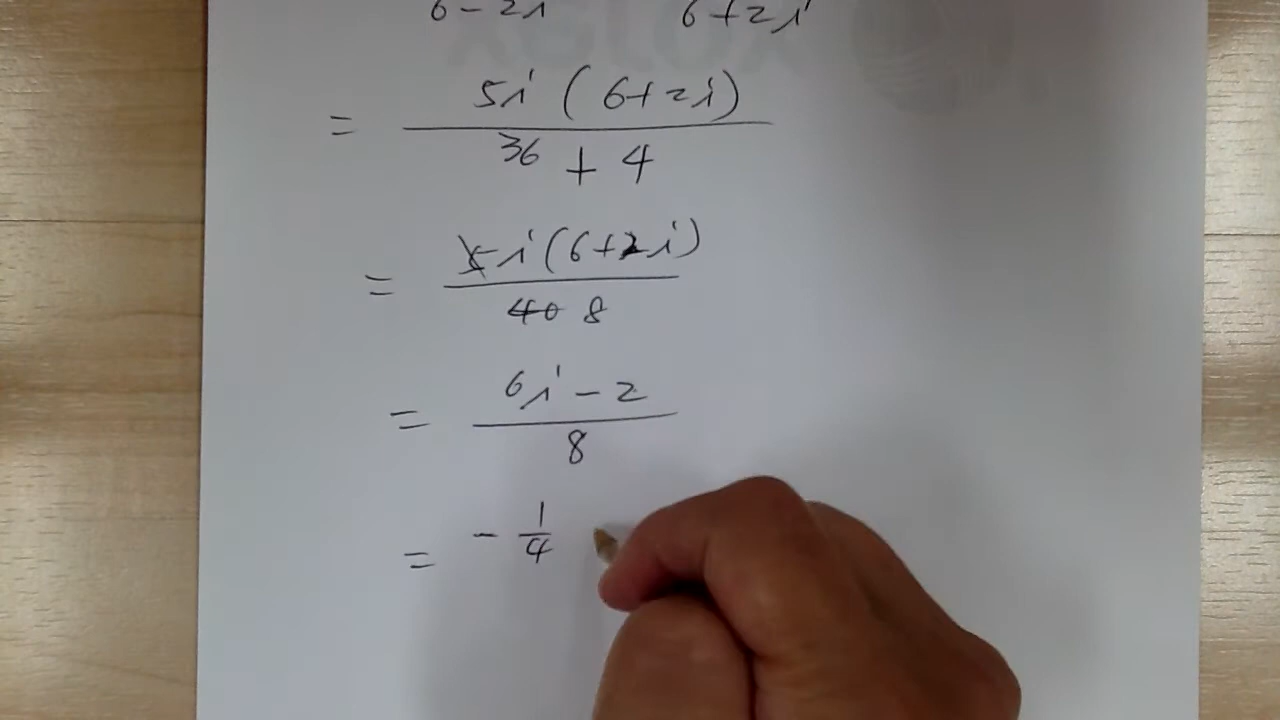 6-2i 6+2i
= 5i(6+2i)
36 + 4
= 5i(6+2i)
40 8
= 6i-2
8
= - 1
4